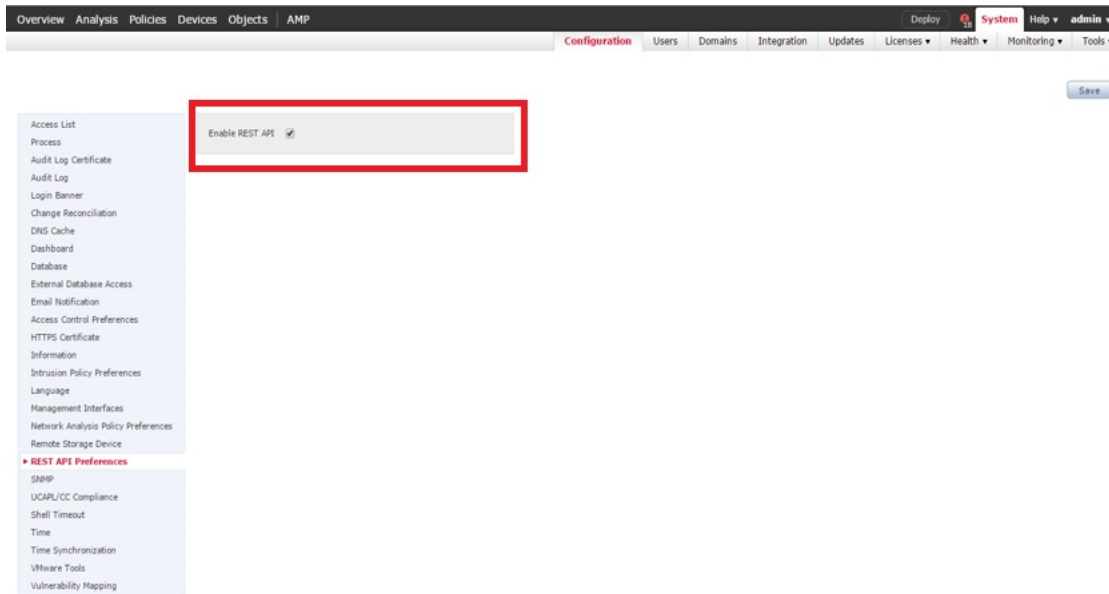 Overview Analysis Policies Devices Objects AMP Deploy 18 System Help admin
Configuration Users Domains Integration Updates Licenses Health Monitoring Tools
Save
Access List
Process
Audit Log Certificate
Audit Log
Login Banner
Change Reconciliation
DNS Cache
Dashboard
Database
External Database Access
Email Notification
Access Control Preferences
HTTPS Certificate
Information
Intrusion Policy Preferences
Language
Management Interfaces
Network Analysis Policy Preferences
Remote Storage Device
REST API Preferences
SNMP
UCAPL/CC Compliance
Shell Timeout
Time
Time Synchronization
VMware Tools
Vulnerability Mapping
Enable REST API